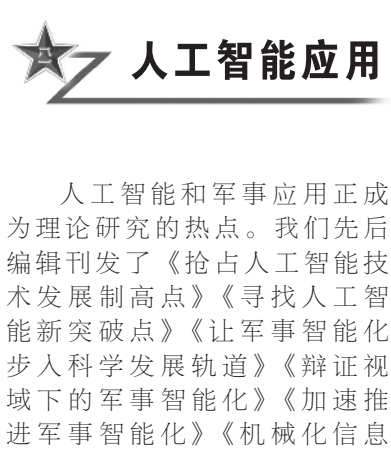 人工智能应用
人工智能和军事应用正成
为理论研究的热点。我们先后
编辑刊发了《抢占人工智能技
术发展制高点》《寻找人工智
能新突破点》《让军事智能化
步入科学发展轨道》《辩证视
域下的军事智能化》《加速推
进军事智能化》《机械化信息